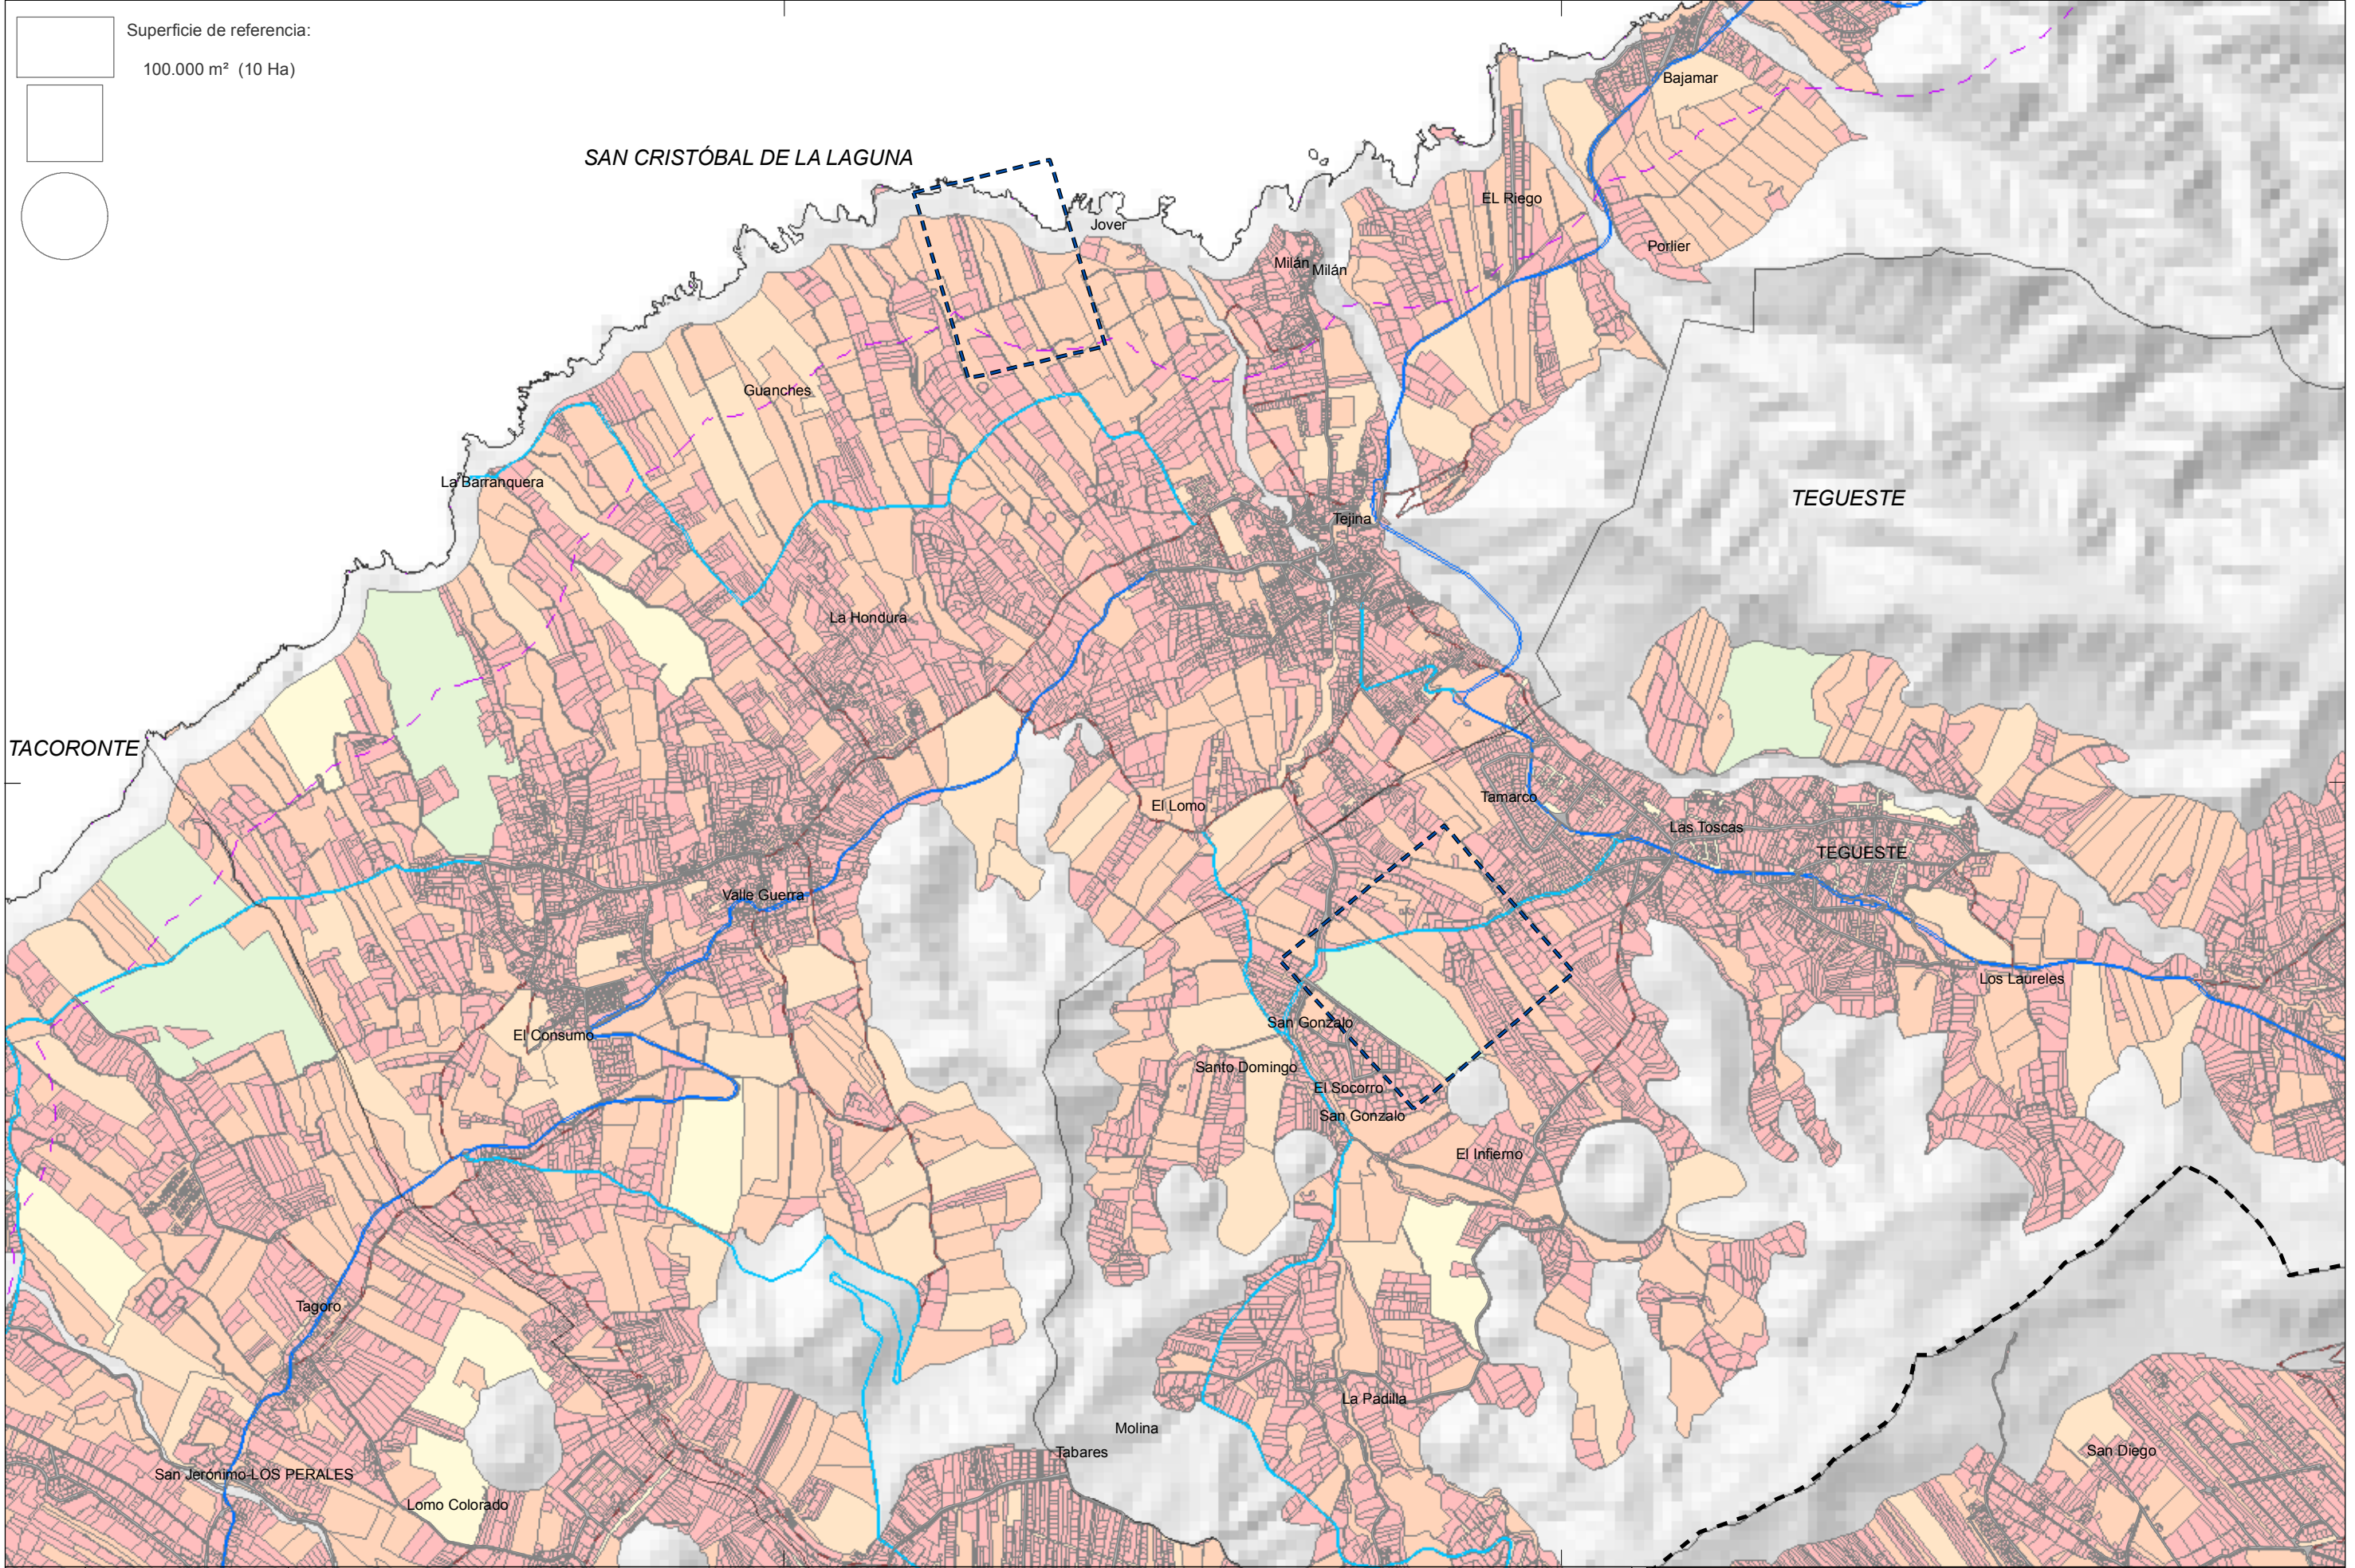 Superficie de referencia:
100.000 m² (10 Ha)
Bajamar
SAN CRISTÓBAL DE LA LAGUNA
EL Riego
Jover
Porlier
Milán
Milán
Guanches
La Barranquera
TEGUESTE
Tejina
La Hondura
TACORONTE
Tamarco
El Lomo
Las Toscas
TEGUESTE
Valle Guerra
Los Laureles
San Gonzalo
El Consumo
Santo Domingo
El Socorro
San Gonzalo
El Infierno
Tagoro
La Padilla
Molina
Tabares
San Diego
San Jerónimo-LOS PERALES
Lomo Colorado